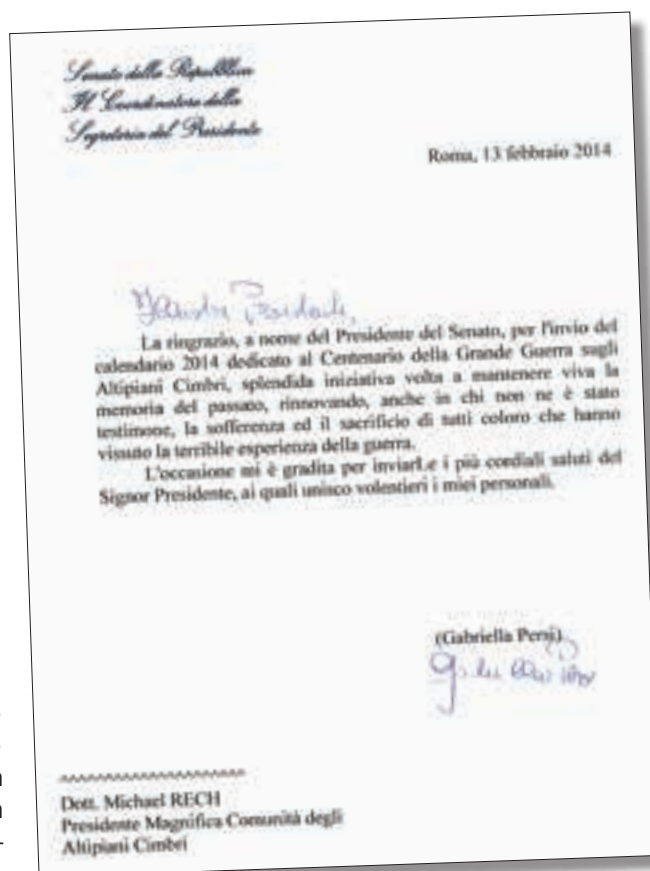 Senato della Repubblica
Il Coordinatore della
Segreteria del Presidente
Roma, 13 febbraio 2014
La ringrazio, a nome del Presidente del Senato, per l'invio del
calendario 2014 dedicato al Centenario della Grande Guerra sugli
Altipiani Cimbri, splendida iniziativa volta a mantenere viva la
memoria del passato, rinnovando, anche in chi non ne è stato
testimone, la sofferenza ed il sacrificio di tutti coloro che hanno
vissuto la terribile esperienza della guerra.
L'occasione mi è gradita per inviarLe i più cordiali saluti del
Signor Presidente, ai quali unisco volentieri i miei personali.
(Gabriella Persi)
Dott. Michael RECH
Presidente Magnifica Comunità degli
Altipiani Cimbri